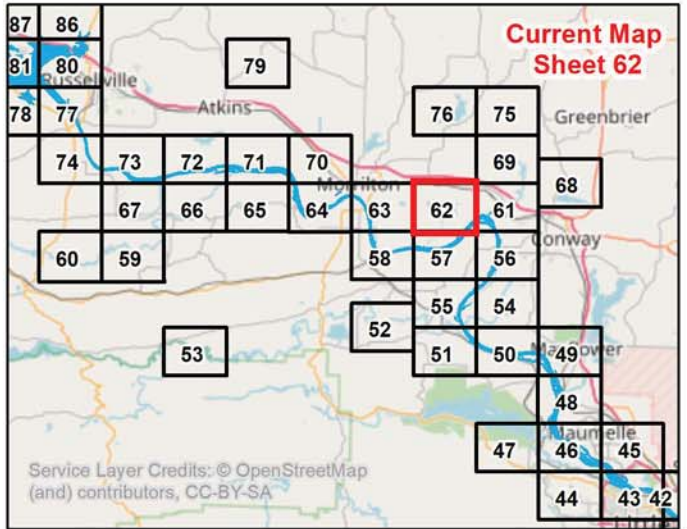 87 86
Current Map
Sheet 62
81 80
Russellville
79
78 77
Atkins
76 75
Greenbrier
74 73 72 71 70
69
Morrilton
68
67 66 65 64 63 62 61
Conway
60 59
58 57 56
55 54
52
53
51 50 49
48
Maumelle
47 46 45
44 43 42
Service Layer Credits: © OpenStreetMap
(and) contributors, CC-BY-SA